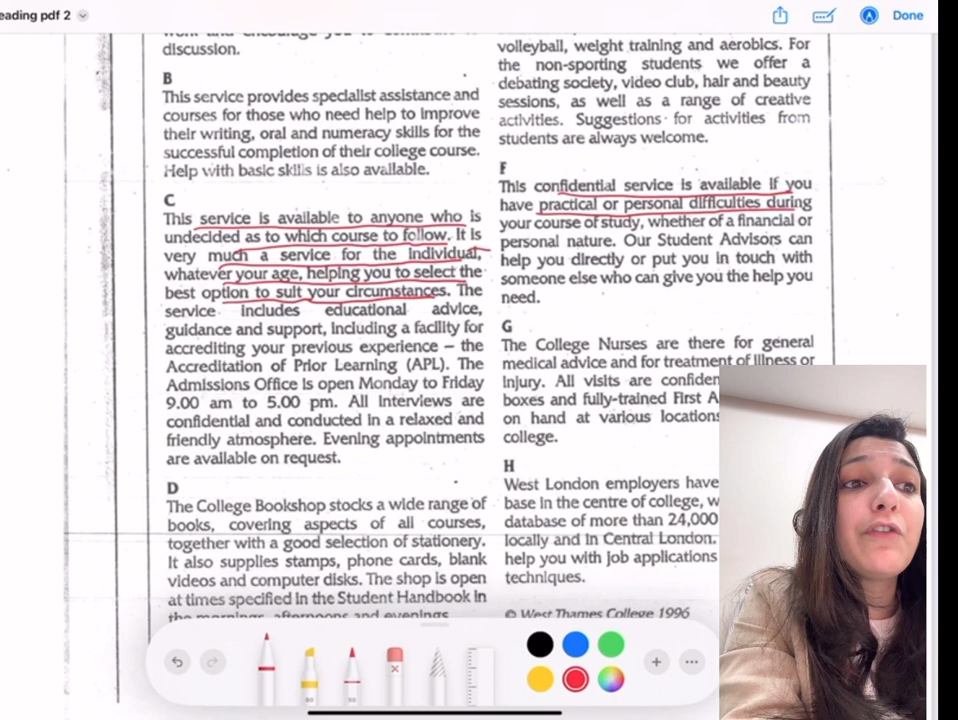 eading pdf 2
Done
discussion.
B
This service provides specialist assistance and
courses for those who need help to improve
their writing, oral and numeracy skills for the
successful completion of their college course.
Help with basic skills is also available.
C
This service is available to anyone who is
undecided as to which course to follow. It is
very much a service for the individual,
whatever your age, helping you to select the
best option to suit your circumstances. The
service includes educational advice,
guidance and support, including a facility for
accrediting your previous experience – the
Accreditation of Prior Learning (APL). The
Admissions Office is open Monday to Friday
9.00 am to 5.00 pm. All interviews are
confidential and conducted in a relaxed and
friendly atmosphere. Evening appointments
are available on request.
D
The College Bookshop stocks a wide range of
books, covering aspects of all courses,
together with a good selection of stationery.
It also supplies stamps, phone cards, blank
videos and computer disks. The shop is open
at times specified in the Student Handbook in
the mornings, afternoons and evenings
volleyball, weight training and aerobics. For
the non-sporting students we offer a
debating society, video club, hair and beauty
sessions, as well as a range of creative
activities. Suggestions for activities from
students are always welcome.
F
This confidential service is available if you
have practical or personal difficulties during
your course of study, whether of a financial or
personal nature. Our Student Advisors can
help you directly or put you in touch with
someone else who can give you the help you
need.
G
The College Nurses are there for general
medical advice and for treatment of illness or
injury. All visits are confiden
boxes and fully-trained First A
on hand at various locations
college.
H
West London employers have
base in the centre of college, w
database of more than 24,000
locally and in Central London.
help you with job applications
techniques.
© West Thames College 1996